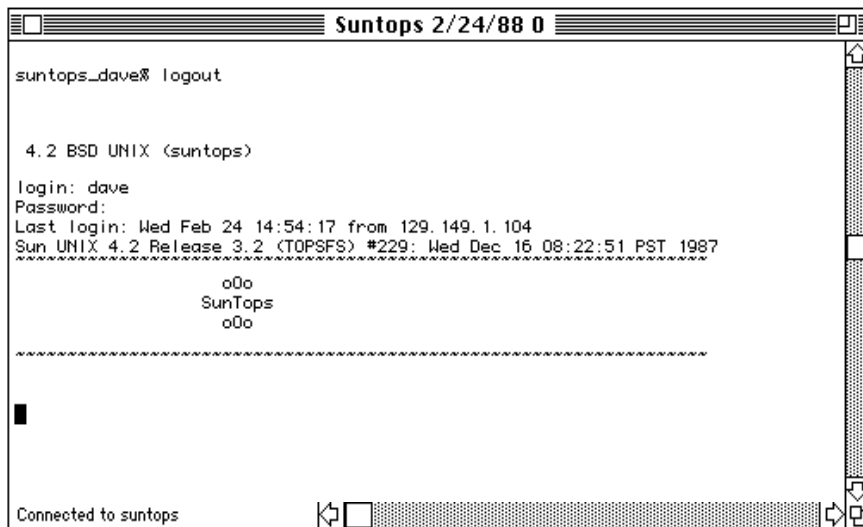 Suntops 2/24/88 0
suntops_dave% logout
4.2 BSD UNIX (suntops)
login: dave
Password:
Last login: Wed Feb 24 14:54:17 from 129.149.1.104
Sun UNIX 4.2 Release 3.2 (TOPSFS) #229: Wed Dec 16 08:22:51 PST 1987
~~~~~~~~~~~~~~~~~~~~~~~~~~~~~~~~~~~~~~~~~~~~~~~~~~~~~~~~~~~~~~~~~~~~
oOo
SunTops
oOo
~~~~~~~~~~~~~~~~~~~~~~~~~~~~~~~~~~~~~~~~~~~~~~~~~~~~~~~~~~~~~~~~~~~~
Connected to suntops